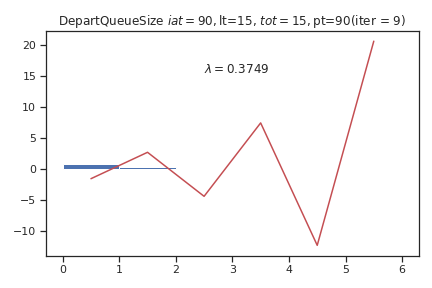 DepartQueueSize iat = 90,lt=15, tot = 15,pt=90(iter = 9)
λ = 0.3749
20
15
10
5
0
−5
−10
0 1 2 3 4 5 6